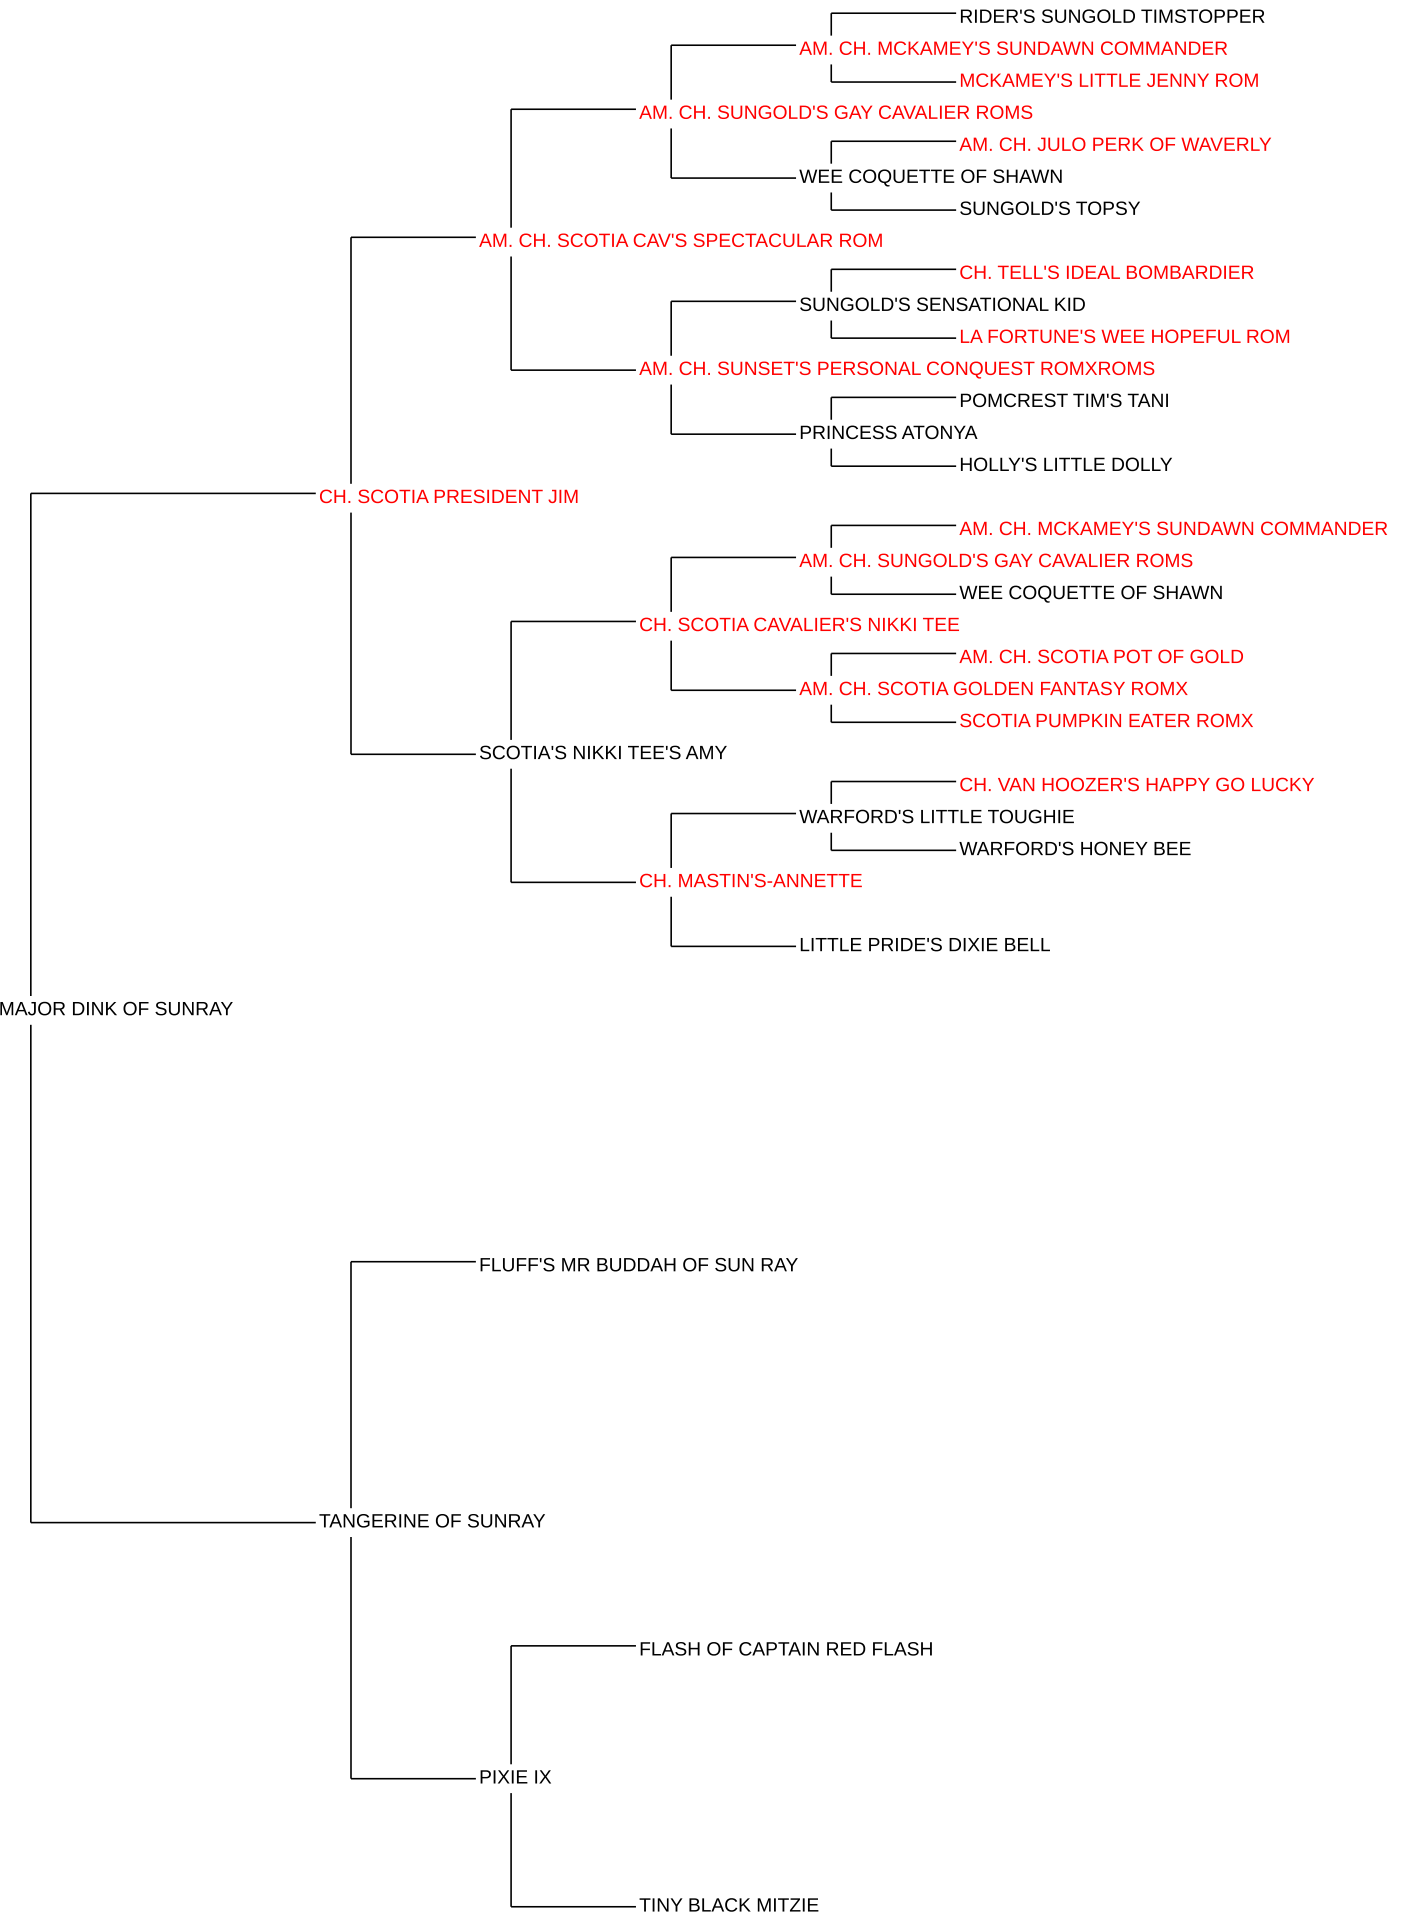 RIDER'S SUNGOLD TIMSTOPPER
AM. CH. MCKAMEY'S SUNDAWN COMMANDER
MCKAMEY'S LITTLE JENNY ROM
AM. CH. SUNGOLD'S GAY CAVALIER ROMS
AM. CH. JULO PERK OF WAVERLY
WEE COQUETTE OF SHAWN
SUNGOLD'S TOPSY
AM. CH. SCOTIA CAV'S SPECTACULAR ROM
CH. TELL'S IDEAL BOMBARDIER
SUNGOLD'S SENSATIONAL KID
LA FORTUNE'S WEE HOPEFUL ROM
AM. CH. SUNSET'S PERSONAL CONQUEST ROMXROMS
POMCREST TIM'S TANI
PRINCESS ATONYA
HOLLY'S LITTLE DOLLY
CH. SCOTIA PRESIDENT JIM
AM. CH. MCKAMEY'S SUNDAWN COMMANDER
AM. CH. SUNGOLD'S GAY CAVALIER ROMS
WEE COQUETTE OF SHAWN
CH. SCOTIA CAVALIER'S NIKKI TEE
AM. CH. SCOTIA POT OF GOLD
AM. CH. SCOTIA GOLDEN FANTASY ROMX
SCOTIA PUMPKIN EATER ROMX
SCOTIA'S NIKKI TEE'S AMY
CH. VAN HOOZER'S HAPPY GO LUCKY
WARFORD'S LITTLE TOUGHIE
WARFORD'S HONEY BEE
CH. MASTIN'S-ANNETTE
LITTLE PRIDE'S DIXIE BELL
MAJOR DINK OF SUNRAY
FLUFF'S MR BUDDAH OF SUN RAY
TANGERINE OF SUNRAY
FLASH OF CAPTAIN RED FLASH
PIXIE IX
TINY BLACK MITZIE